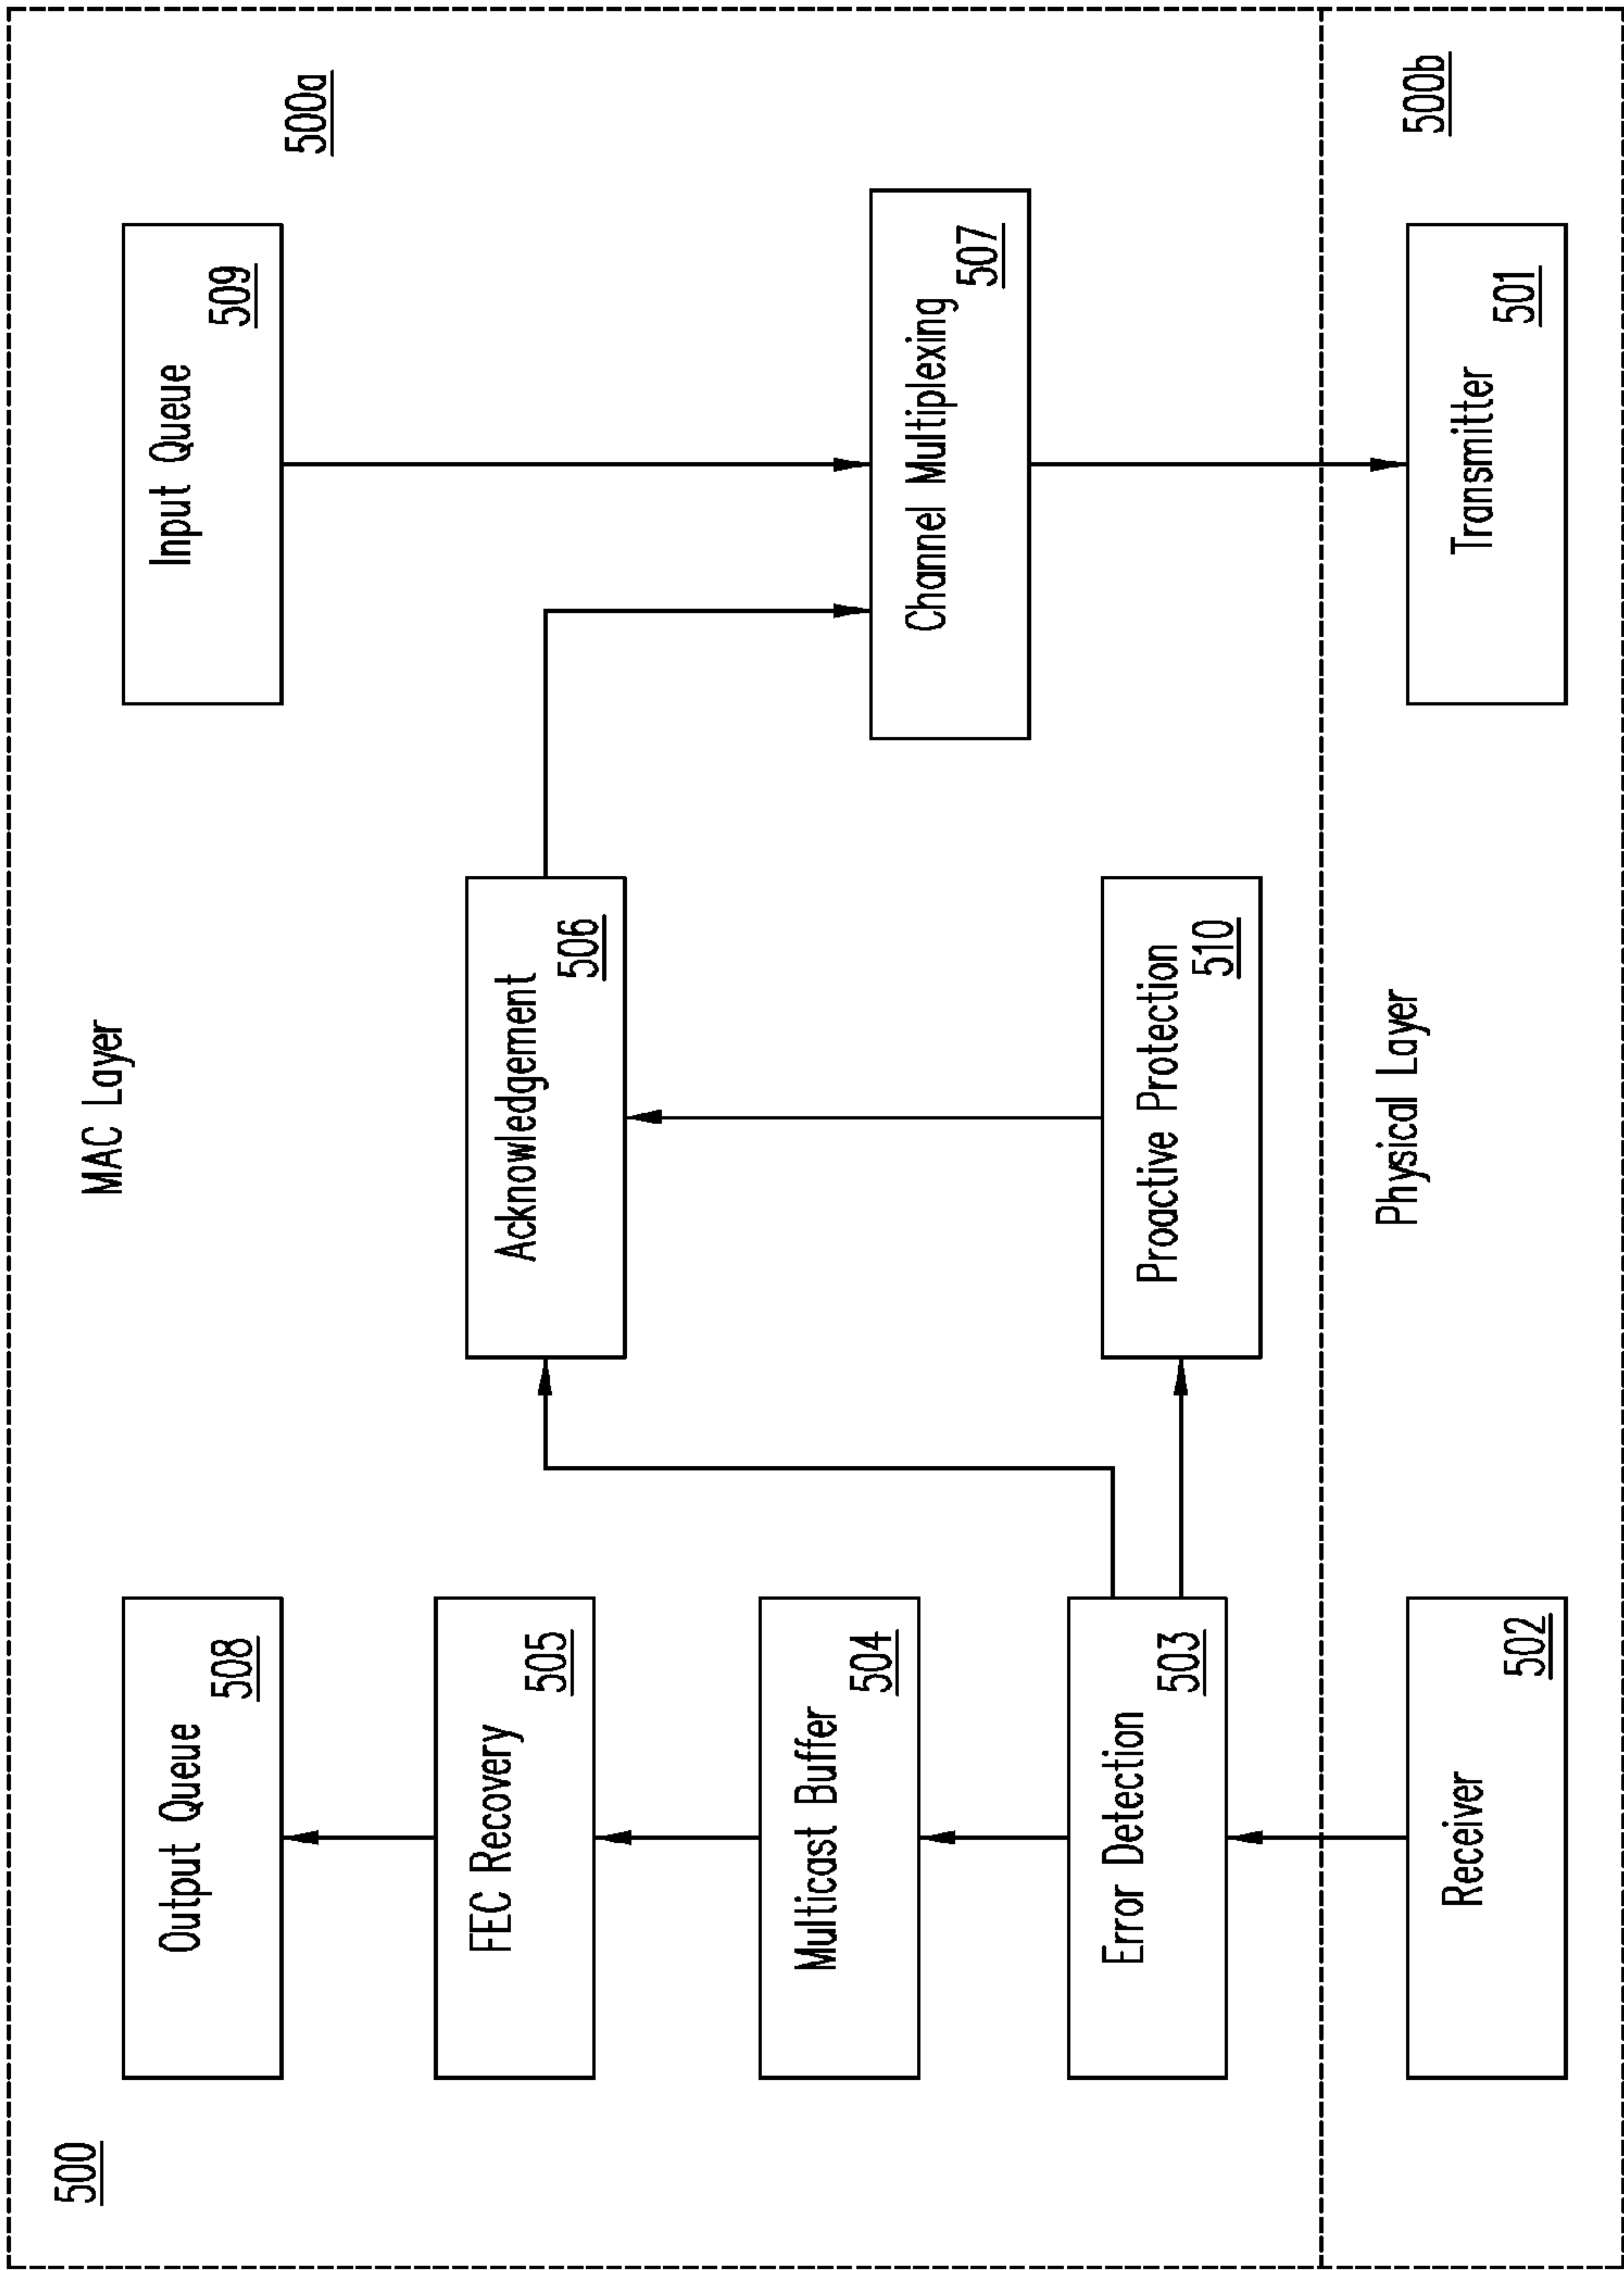 500
MAC Layer
500a
Output Queue
508
Input Queue
509
FEC Recovery
505
Acknowledgement
506
Multicast Buffer
504
Channel Multiplexing
507
Error Detection
503
Proactive Protection
510
Physical Layer
500b
Receiver
502
Transmitter
501